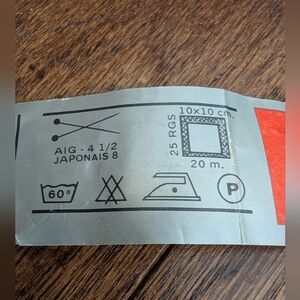 10x10 cm.
25 RGS
AIG - 4 1/2
JAPONAIS 8
20 m.
60°
P